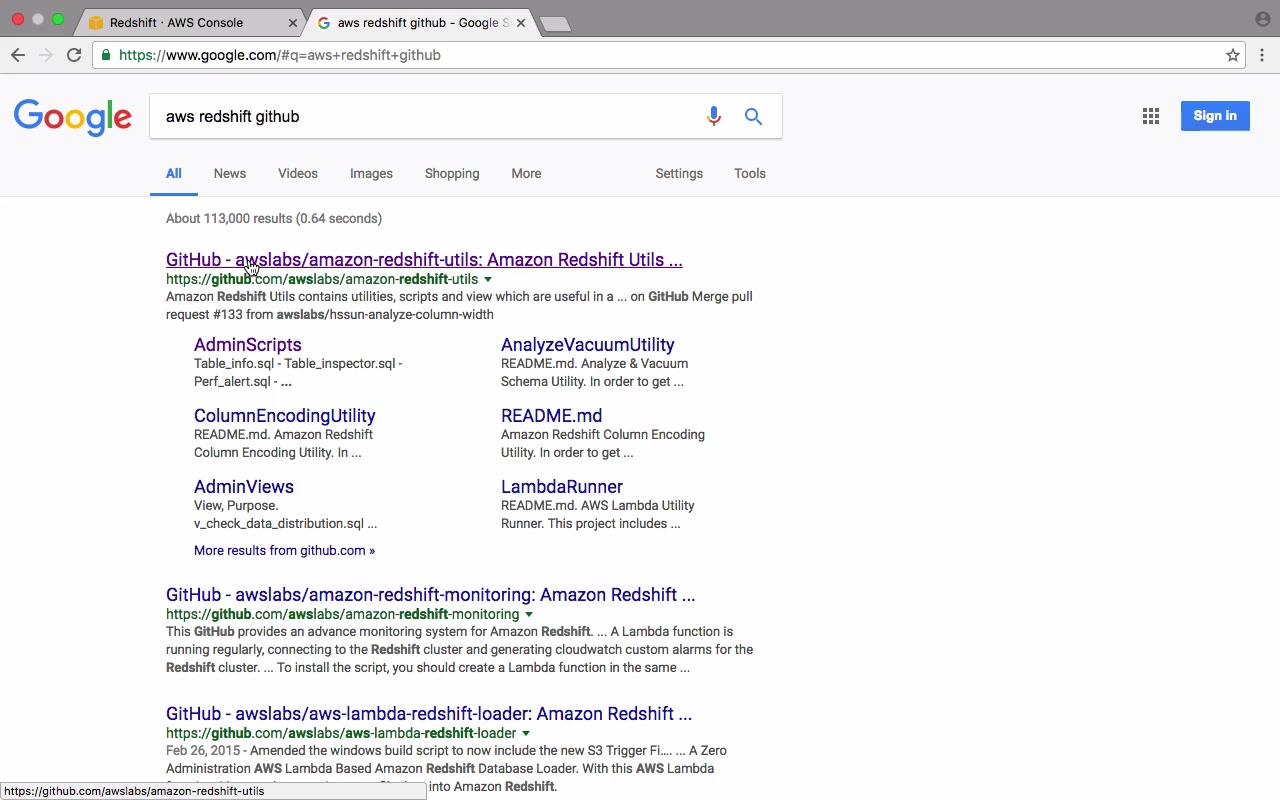 Redshift · AWS Console
aws redshift github - Google S
https://www.google.com/#q=aws+redshift+github
Google
aws redshift github
Sign in
All News Videos Images Shopping More Settings Tools
About 113,000 results (0.64 seconds)
GitHub - awslabs/amazon-redshift-utils: Amazon Redshift Utils ...
https://github.com/awslabs/amazon-redshift-utils
Amazon Redshift Utils contains utilities, scripts and view which are useful in a ... on GitHub Merge pull
request #133 from awslabs/hssun-analyze-column-width
AdminScripts
Table_info.sql - Table_inspector.sql -
Perf_alert.sql - ...
AnalyzeVacuumUtility
README.md. Analyze & Vacuum
Schema Utility. In order to get ...
ColumnEncodingUtility
README.md. Amazon Redshift
Column Encoding Utility. In ...
README.md
Amazon Redshift Column Encoding
Utility. In order to get ...
AdminViews
View, Purpose.
v_check_data_distribution.sql ...
LambdaRunner
README.md. AWS Lambda Utility
Runner. This project includes ...
More results from github.com »
GitHub - awslabs/amazon-redshift-monitoring: Amazon Redshift ...
https://github.com/awslabs/amazon-redshift-monitoring
This GitHub provides an advance monitoring system for Amazon Redshift. ... A Lambda function is
running regularly, connecting to the Redshift cluster and generating cloudwatch custom alarms for the
Redshift cluster. ... To install the script, you should create a Lambda function in the same ...
GitHub - awslabs/aws-lambda-redshift-loader: Amazon Redshift ...
https://github.com/awslabs/aws-lambda-redshift-loader
Feb 26, 2015 - Amended the windows build script to now include the new S3 Trigger Fi.... ... A Zero
Administration AWS Lambda Based Amazon Redshift Database Loader. With this AWS Lambda
into Amazon Redshift.
https://github.com/awslabs/amazon-redshift-utils